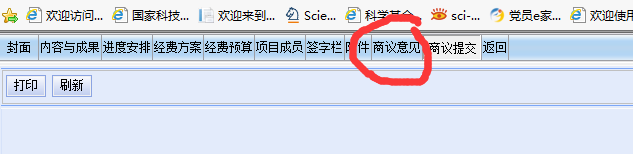 欢迎访问... 国家科技... 欢迎来到... Scie... 科学基金... sci-... 党员e家... 欢迎使用
封面 内容与成果 进度安排 经费方案 经费预算 项目成员 签字栏 附件 商议意见 商议提交 返回
打印 刷新